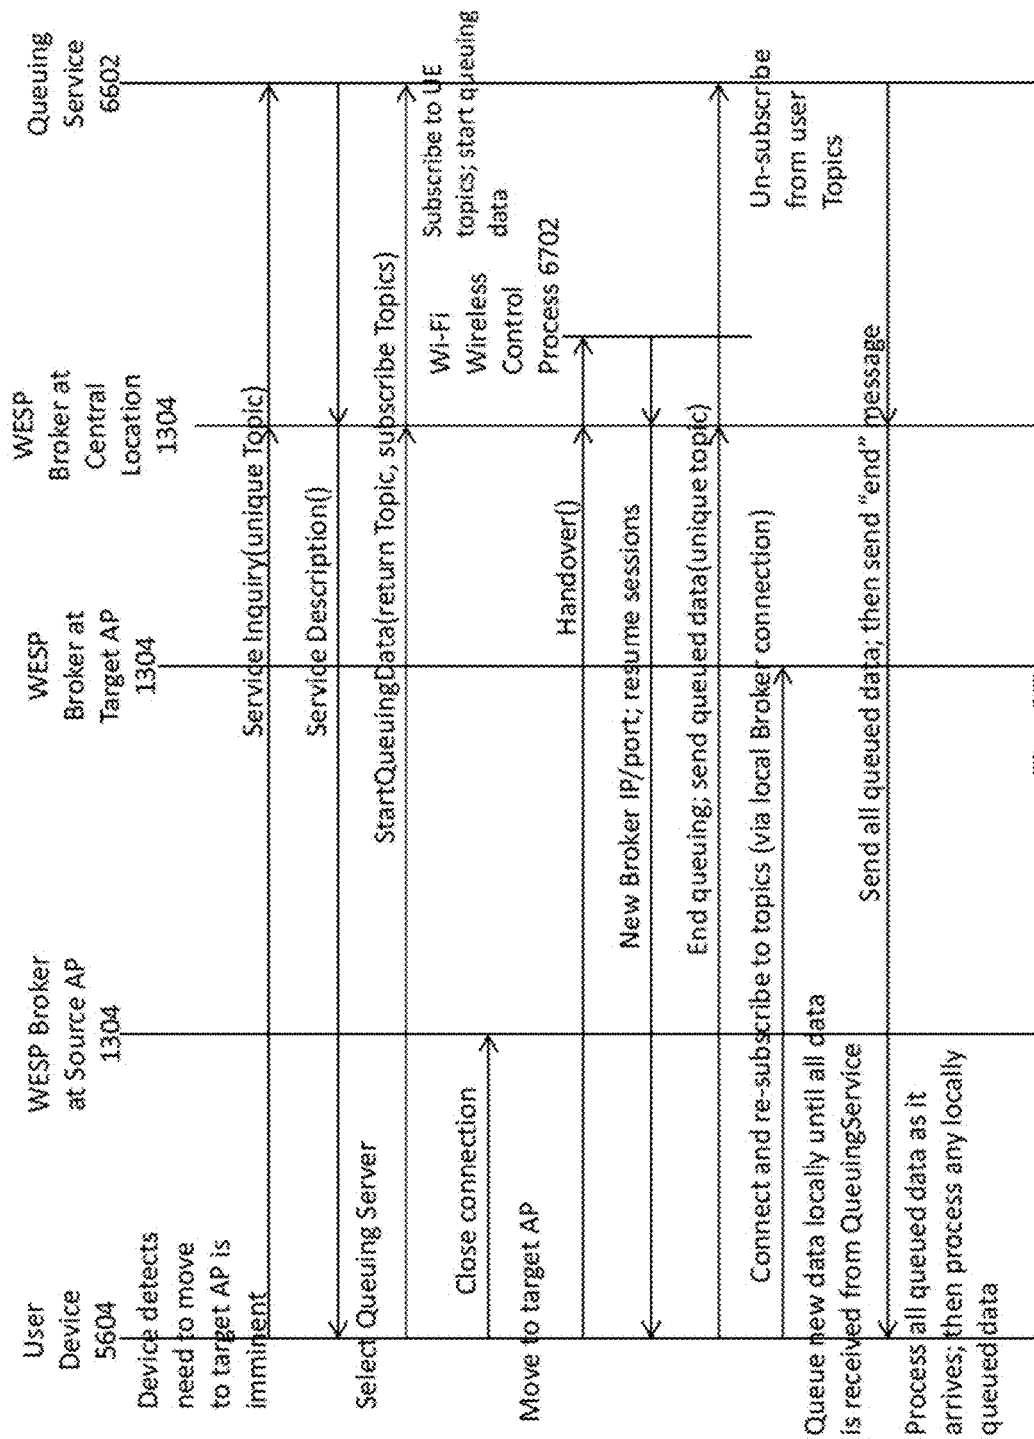 User
Device
5604
WESP Broker
at Source AP
1304
WESP
Broker at
Target AP
1304
WESP
Broker at
Central
Location
1304
Queuing
Service
6602
Device detects
need to move
to target AP is
imminent
Service Inquiry(unique Topic)
Service Description()
Select Queuing Server
StartQueuingData(return Topic, subscribe Topics)
Subscribe to UE
topics; start queuing
data
Close connection
Wi-Fi
Wireless
Control
Process 6702
Move to target AP
Handover()
New Broker IP/port; resume sessions
End queuing; send queued data(unique topic)
Un-subscribe
from user
Topics
Connect and re-subscribe to topics (via local Broker connection)
Queue new data locally until all data
is received from QueuingService
Send all queued data; then send "end" message
Process all queued data as it
arrives; then process any locally
queued data